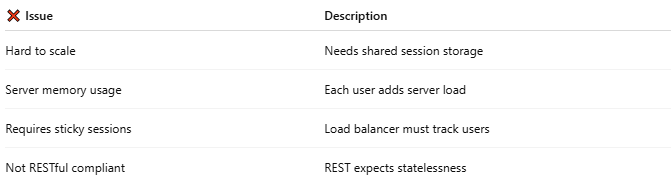 ❌ Issue Description
Hard to scale Needs shared session storage
Server memory usage Each user adds server load
Requires sticky sessions Load balancer must track users
Not RESTful compliant REST expects statelessness